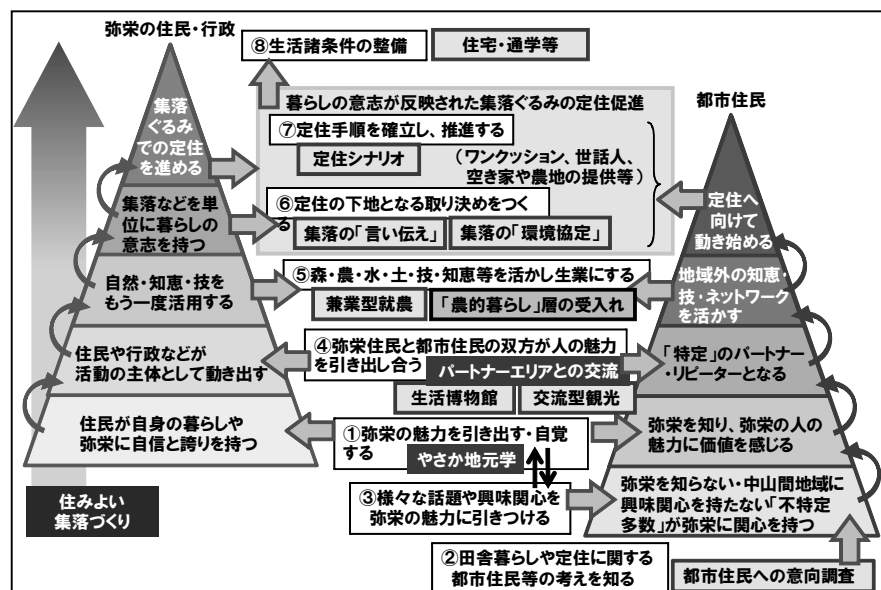 弥栄の住民・行政
⑧生活諸条件の整備
住宅・通学等
都市住民
暮らしの意志が反映された集落ぐるみの定住促進
⑦定住手順を確立し、推進する
定住シナリオ
(ワンクッション、世話人、
空き家や農地の提供等)
⑥定住の下地となる取り決めをつく
る
集落の「言い伝え」
集落の「環境協定」
集落
ぐるみ
での定住
を進める
集落などを単
位に暮らしの
意志を持つ
定住へ
向けて
動き始める
自然・知恵・技を
もう一度活用する
⑤森・農・水・土・技・知恵等を活かし生業にする
兼業型就農
「農的暮らし」層の受入れ
地域外の知恵・
技・ネットワーク
を活かす
住民や行政などが
活動の主体として動き出す
④弥栄住民と都市住民の双方が人の魅力
を引き出し合う
パートナーエリアとの交流
生活博物館
交流型観光
「特定」のパートナー
・リピーターとなる
住民が自身の暮らしや
弥栄に自信と誇りを持つ
①弥栄の魅力を引き出す・自覚
する
やさか地元学
弥栄を知り、弥栄の人の
魅力に価値を感じる
③様々な話題や興味関心を
弥栄の魅力に引きつける
弥栄を知らない・中山間地域に
興味関心を持たない「不特定
多数」が弥栄に関心を持つ
住みよい
集落づくり
②田舎暮らしや定住に関する
都市住民等の考えを知る
都市住民への意向調査